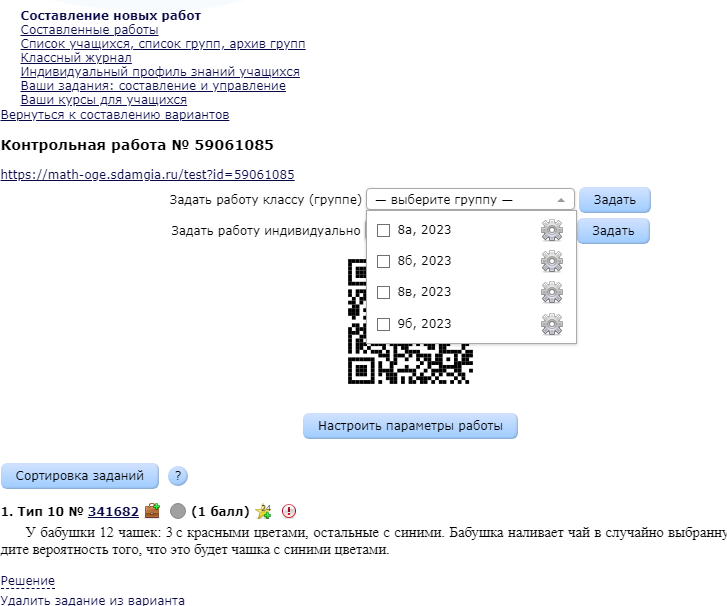 Составление новых работ
Составленные работы
Список учащихся, список групп, архив групп
Классный журнал
Индивидуальный профиль знаний учащихся
Ваши задания: составление и управление
Ваши курсы для учащихся
Вернуться к составлению вариантов
Контрольная работа № 59061085
https://math-oge.sdamgia.ru/test?id=59061085
Задать работу классу (группе) — выберите группу — Задать
Задать работу индивидуально Задать
8а, 2023
8б, 2023
8в, 2023
9б, 2023
Настроить параметры работы
Сортировка заданий ?
1. Тип 10 № 341682 (1 балл)
У бабушки 12 чашек: 3 с красными цветами, остальные с синими. Бабушка наливает чай в случайно выбранну
дите вероятность того, что это будет чашка с синими цветами.
Решение
Удалить задание из варианта